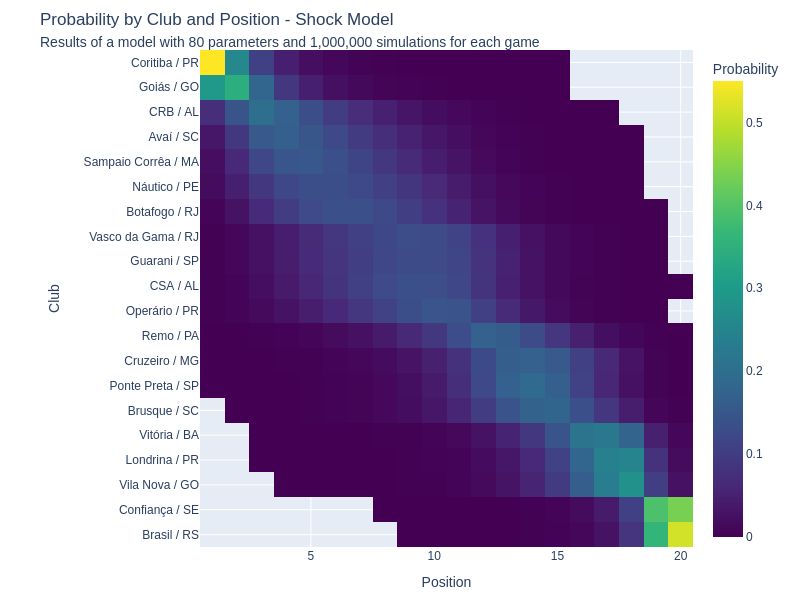 Probability by Club and Position - Shock Model
Results of a model with 80 parameters and 1,000,000 simulations for each game
Probability
Coritiba / PR
Goiás / GO
CRB / AL
Avaí / SC
Sampaio Corrêa / MA
Náutico / PE
Botafogo / RJ
Vasco da Gama / RJ
Guarani / SP
CSA / AL
Operário / PR
Remo / PA
Cruzeiro / MG
Ponte Preta / SP
Brusque / SC
Vitória / BA
Londrina / PR
Vila Nova / GO
Confiança / SE
Brasil / RS
Club
5
10
15
20
Position
0.5
0.4
0.3
0.2
0.1
0